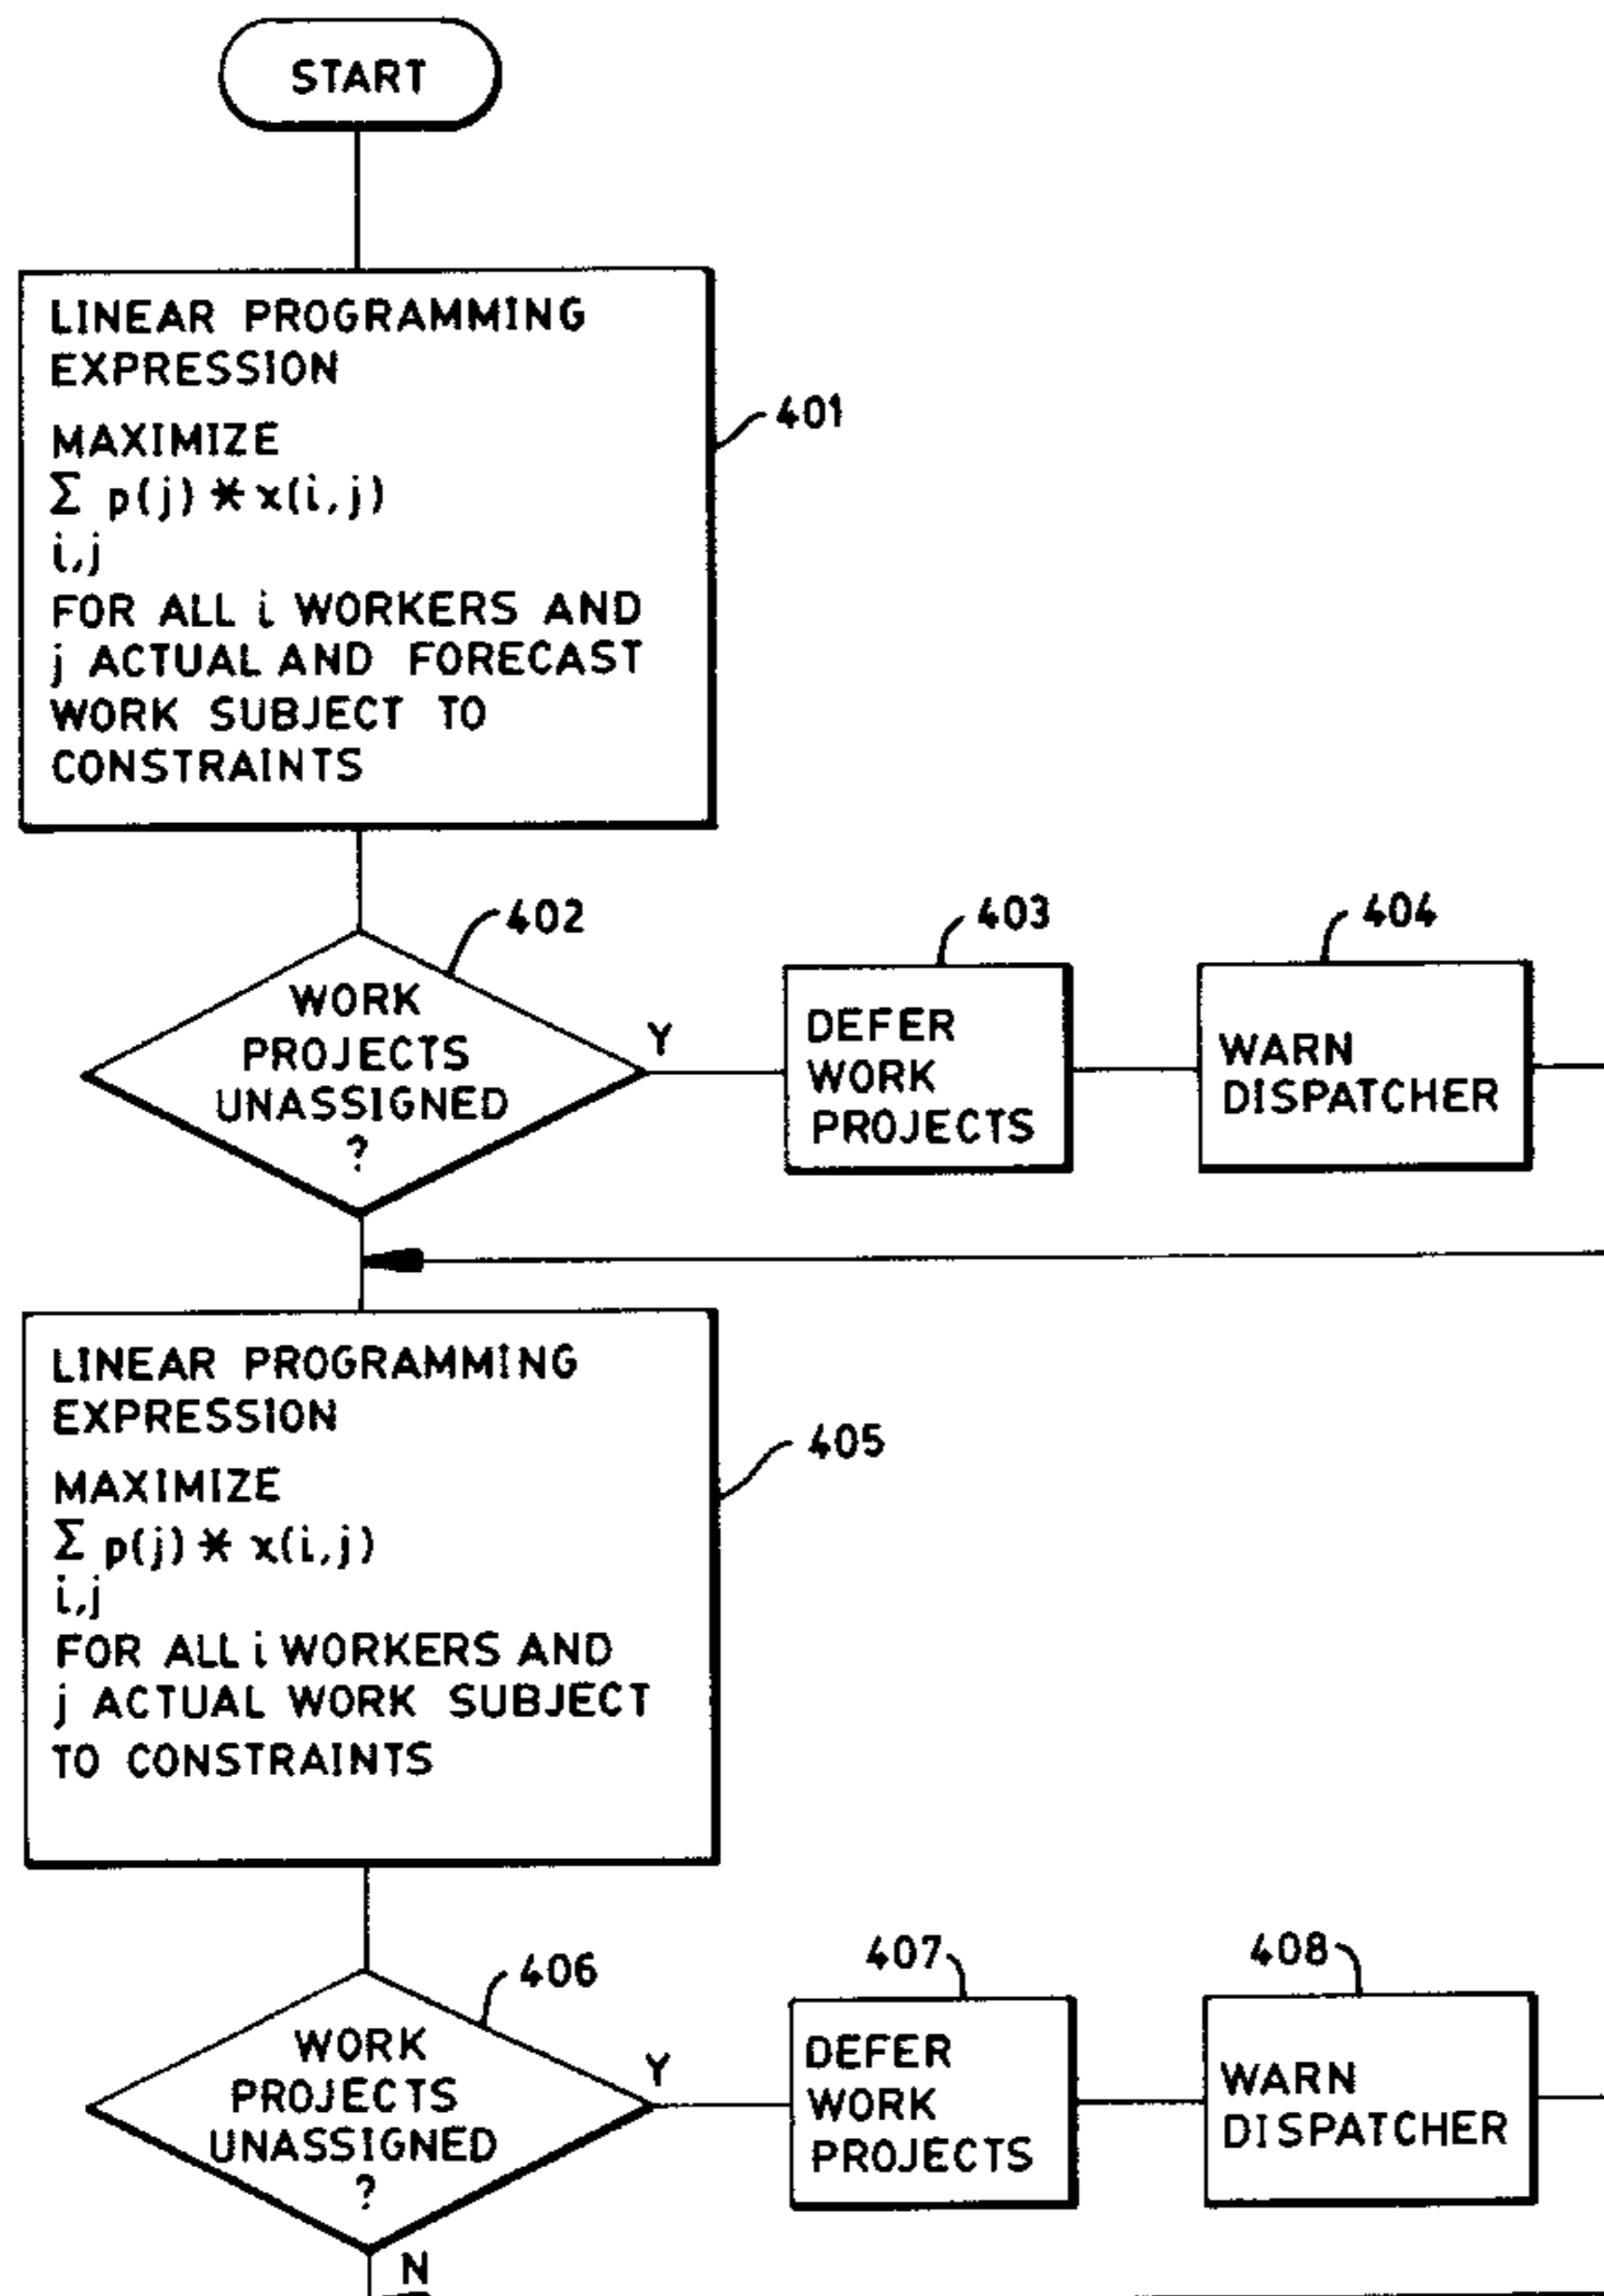 START
LINEAR PROGRAMMING
EXPRESSION
MAXIMIZE
Σ p(j) * x(i,j)
i,j
FOR ALL i WORKERS AND
j ACTUAL AND FORECAST
WORK SUBJECT TO
CONSTRAINTS
401
402
WORK
PROJECTS
UNASSIGNED
?
Y
403
DEFER
WORK
PROJECTS
404
WARN
DISPATCHER
LINEAR PROGRAMMING
EXPRESSION
MAXIMIZE
Σ p(j) * x(i,j)
i,j
FOR ALL i WORKERS AND
j ACTUAL WORK SUBJECT
TO CONSTRAINTS
405
406
WORK
PROJECTS
UNASSIGNED
?
Y
N
407
DEFER
WORK
PROJECTS
408
WARN
DISPATCHER